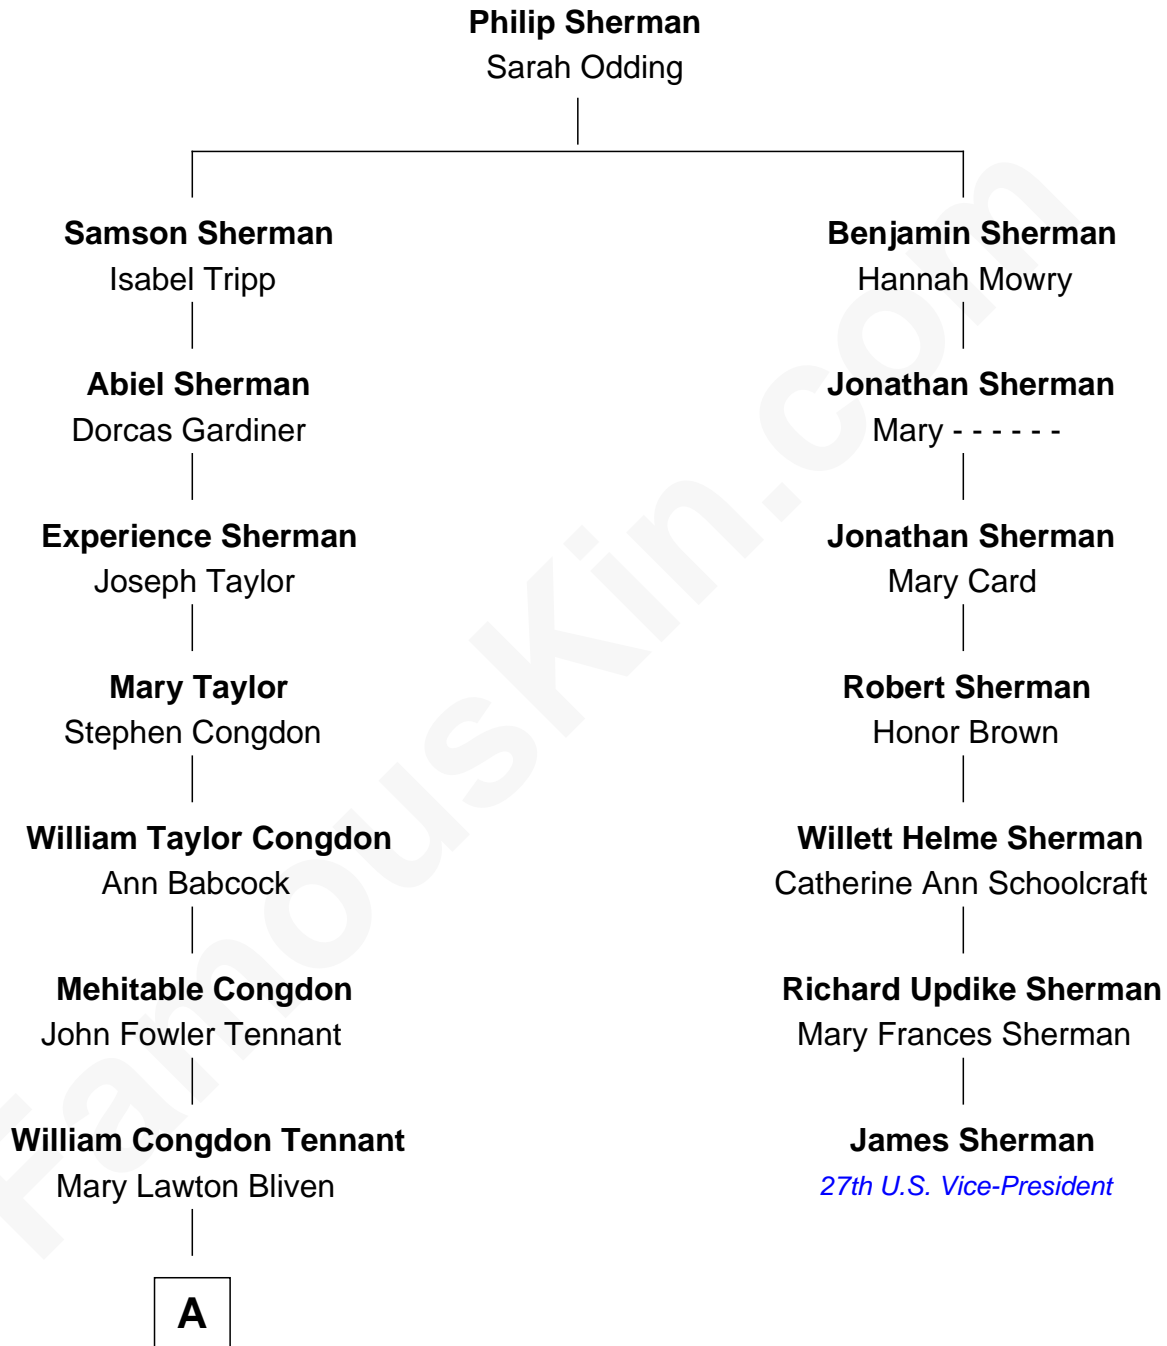 Philip Sherman
Sarah Odding
Samson Sherman
Isabel Tripp
Benjamin Sherman
Hannah Mowry
Abiel Sherman
Dorcas Gardiner
Jonathan Sherman
Mary - - - - - -
Experience Sherman
Joseph Taylor
Jonathan Sherman
Mary Card
Mary Taylor
Stephen Congdon
Robert Sherman
Honor Brown
William Taylor Congdon
Ann Babcock
Willett Helme Sherman
Catherine Ann Schoolcraft
Mehitable Congdon
John Fowler Tennant
Richard Updike Sherman
Mary Frances Sherman
William Congdon Tennant
Mary Lawton Bliven
James Sherman
27th U.S. Vice-President
A
FamousKin.com